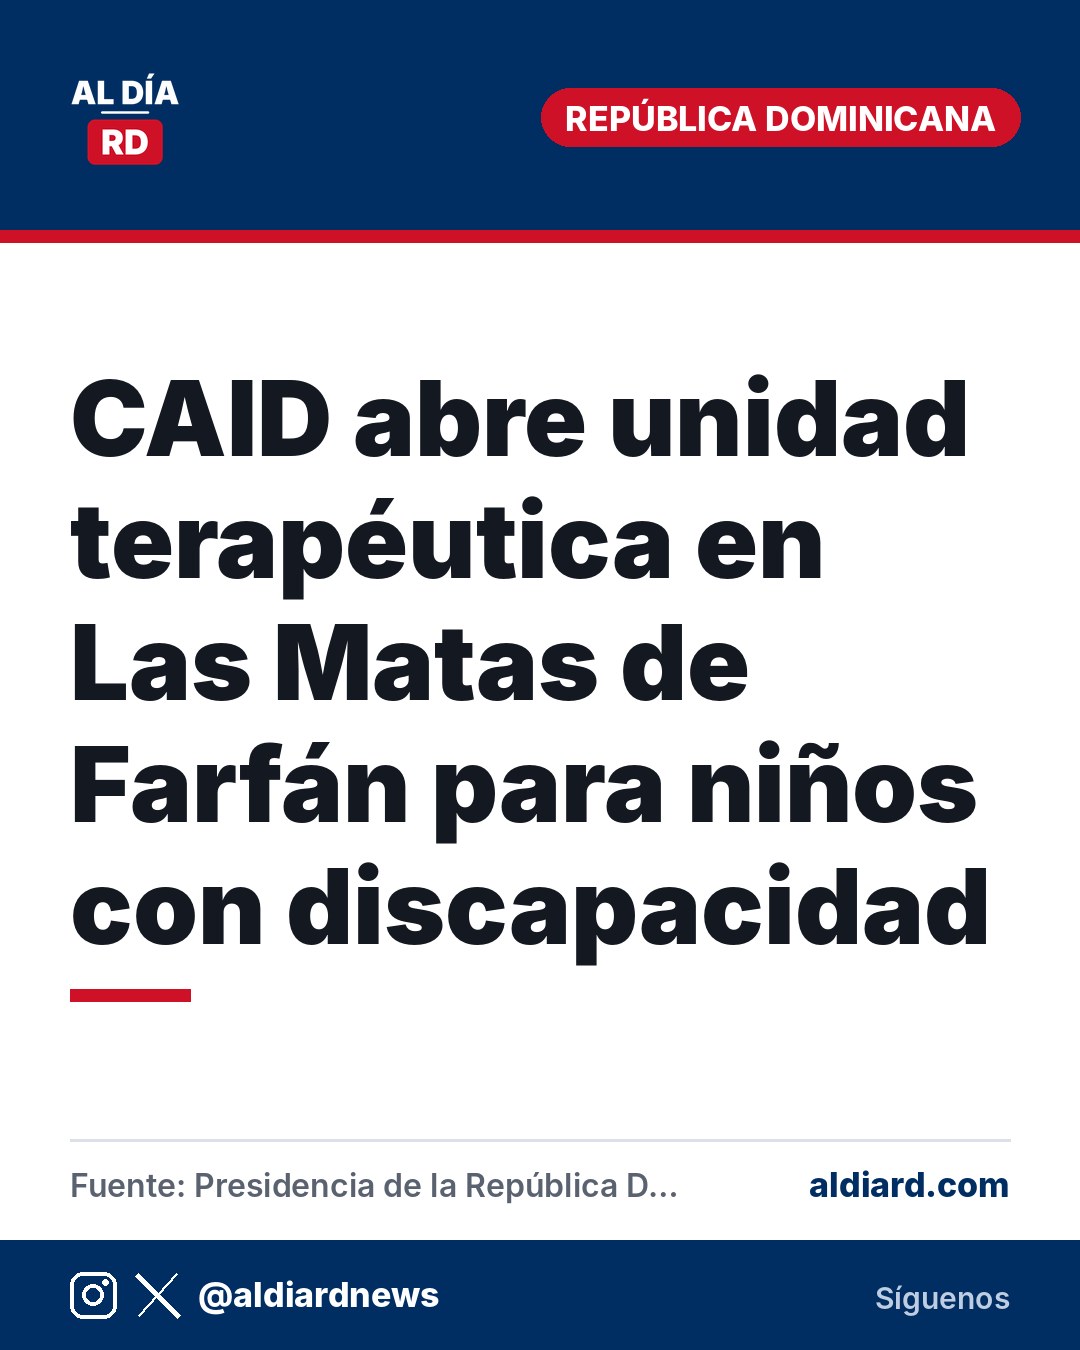 AL DÍA
RD
REPÚBLICA DOMINICANA
CAID abre unidad
terapéutica en
Las Matas de
Farfán para niños
con discapacidad
Fuente: Presidencia de la República D...
aldiard.com
@aldiardnews
Síguenos